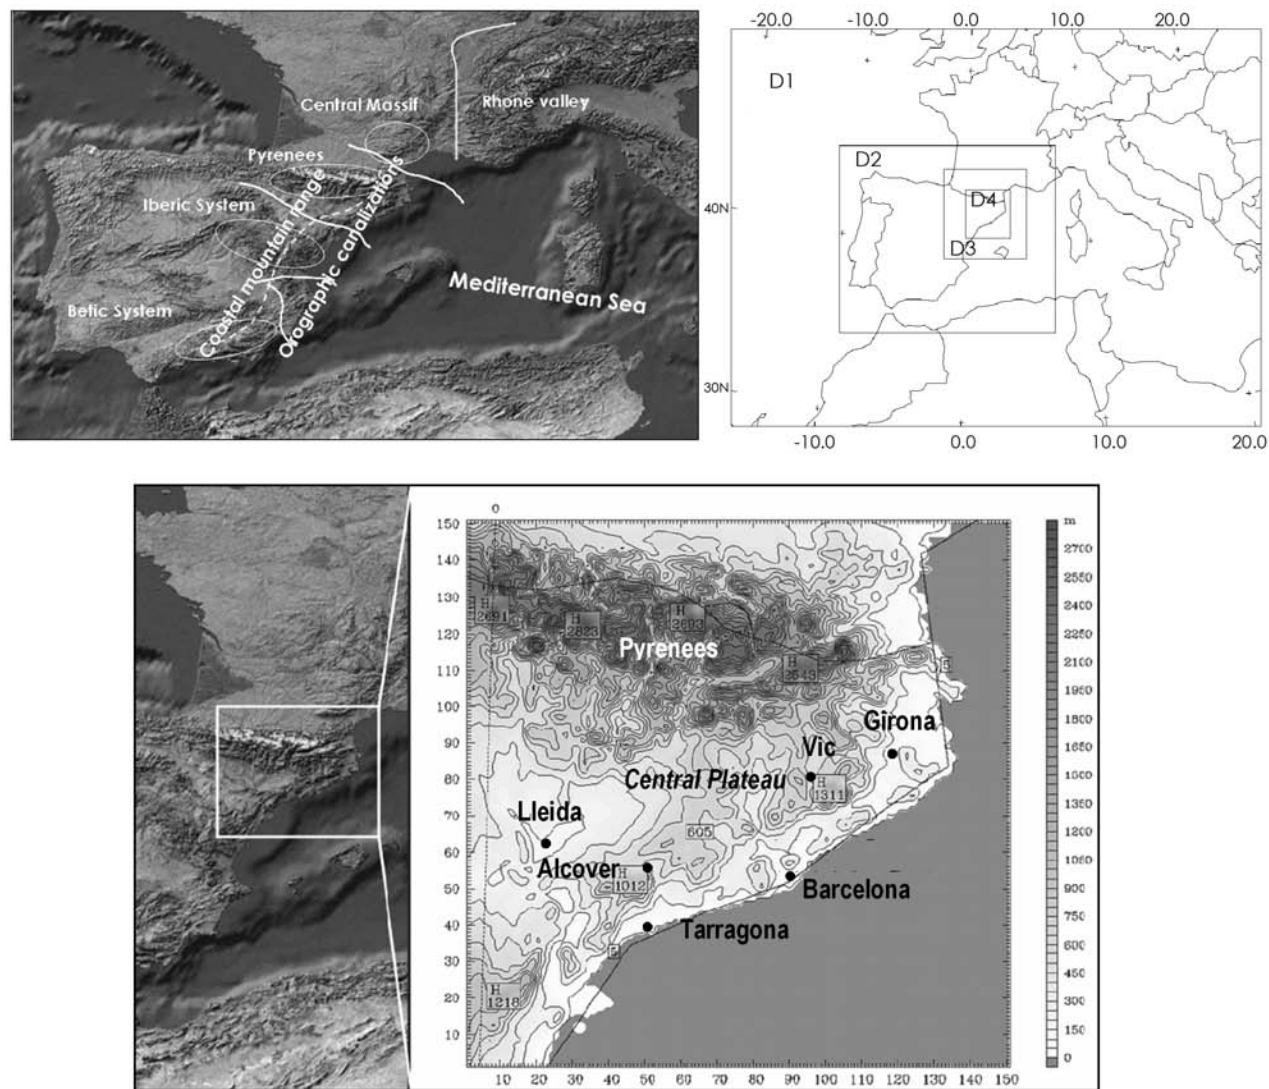 Central Massif
Rhone valley
Pyrenees
Iberic System
Coastal mountain range
Orographic canalizations
Mediterranean Sea
Betic System
-20.0 -10.0 0.0 10.0 20.0
D1
D2
D4
40N
D3
30N
-10.0 0.0 10.0 20.0
0
m
150
140
130
120
110
100
90
80
70
60
50
40
30
20
10
H
2691
H
2823
H
2693
Pyrenees
H
2543
Girona
Vic
Central Plateau
H
1311
Lleida
605
Alcover
H
1012
Barcelona
Tarragona
H
1218
10 20 30 40 50 60 70 80 90 100 110 120 130 140 150
2700
2550
2400
2250
2100
1950
1800
1650
1500
1350
1200
1050
900
750
600
450
300
150
0